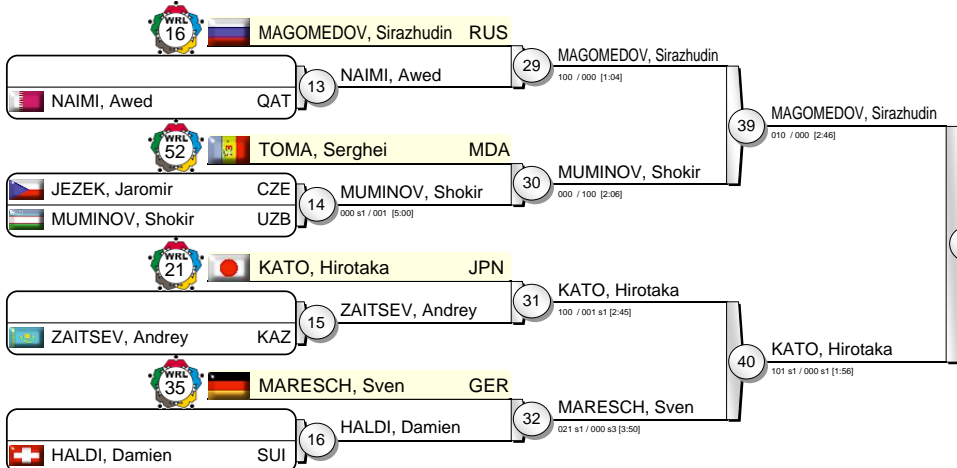 WRL
16
MAGOMEDOV, Sirazhudin RUS
NAIMI, Awed QAT
13
NAIMI, Awed
29
MAGOMEDOV, Sirazhudin
100 / 000 [1:04]
WRL
52
TOMA, Serghei MDA
JEZEK, Jaromir CZE
MUMINOV, Shokir UZB
14
MUMINOV, Shokir
000 s1 / 001 [5:00]
30
MUMINOV, Shokir
000 / 100 [2:06]
39
MAGOMEDOV, Sirazhudin
010 / 000 [2:46]
WRL
21
KATO, Hirotaka JPN
ZAITSEV, Andrey KAZ
15
ZAITSEV, Andrey
31
KATO, Hirotaka
100 / 001 s1 [2:45]
WRL
35
MARESCH, Sven GER
HALDI, Damien SUI
16
HALDI, Damien
32
MARESCH, Sven
021 s1 / 000 s3 [3:50]
40
KATO, Hirotaka
101 s1 / 000 s1 [1:56]